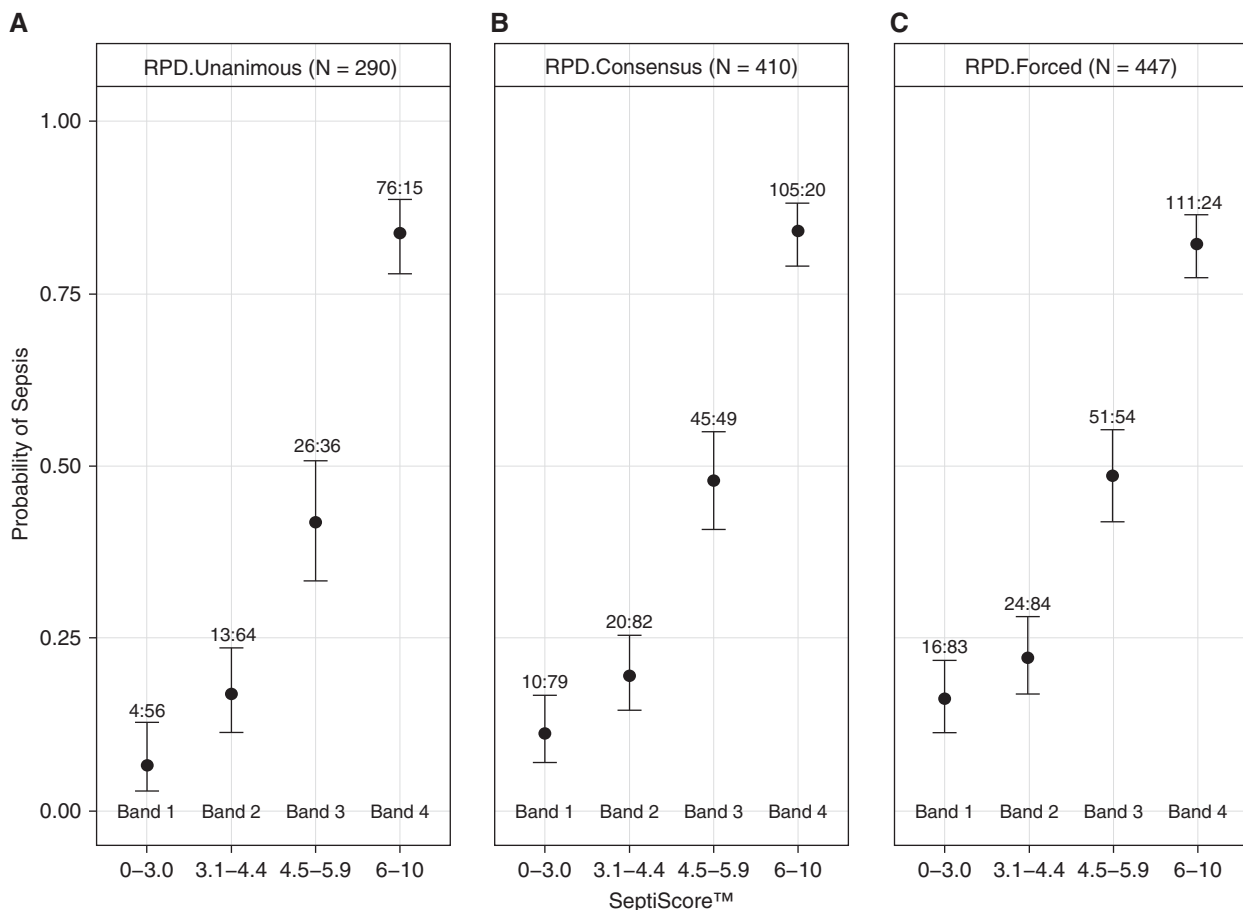 A
B
C
RPD.Unanimous (N = 290)
RPD.Consensus (N = 410)
RPD.Forced (N = 447)
Probability of Sepsis
1.00
0.75
0.50
0.25
0.00
4:56
13:64
26:36
76:15
Band 1
Band 2
Band 3
Band 4
10:79
20:82
45:49
105:20
Band 1
Band 2
Band 3
Band 4
16:83
24:84
51:54
111:24
Band 1
Band 2
Band 3
Band 4
0–3.0
3.1–4.4
4.5–5.9
6–10
0–3.0
3.1–4.4
4.5–5.9
6–10
0–3.0
3.1–4.4
4.5–5.9
6–10
SeptiScore™